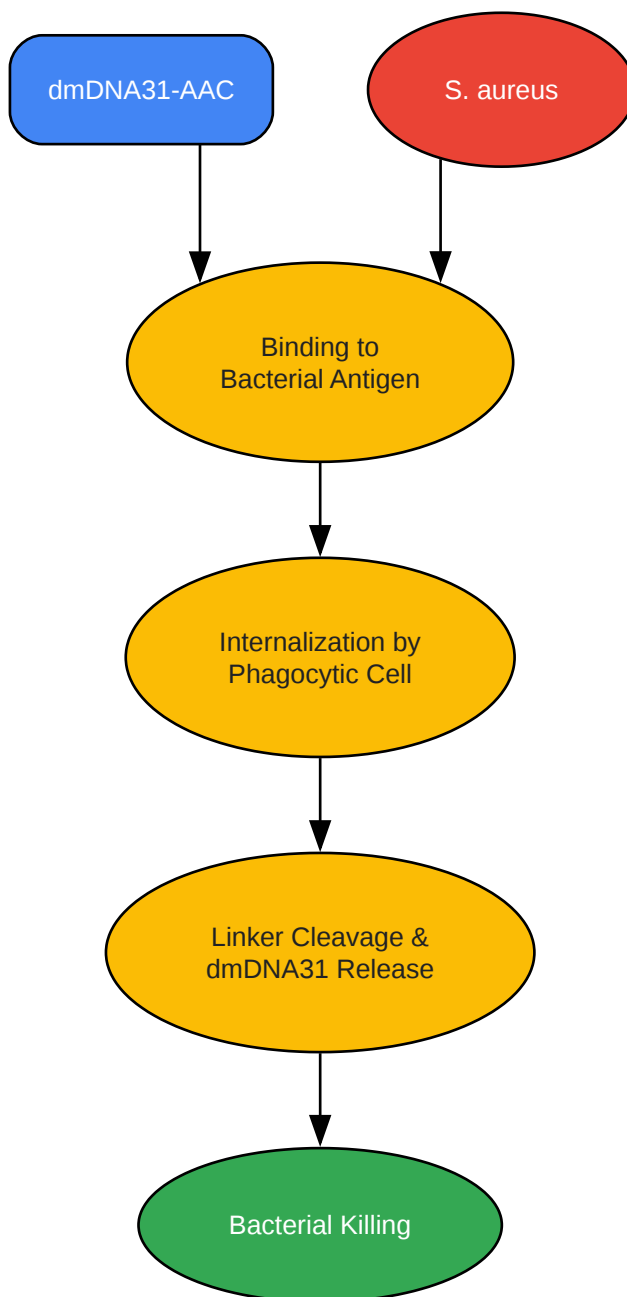 dmDNA31-AAC
S. aureus
Binding to
Bacterial Antigen
Internalization by
Phagocytic Cell
Linker Cleavage &
dmDNA31 Release
Bacterial Killing